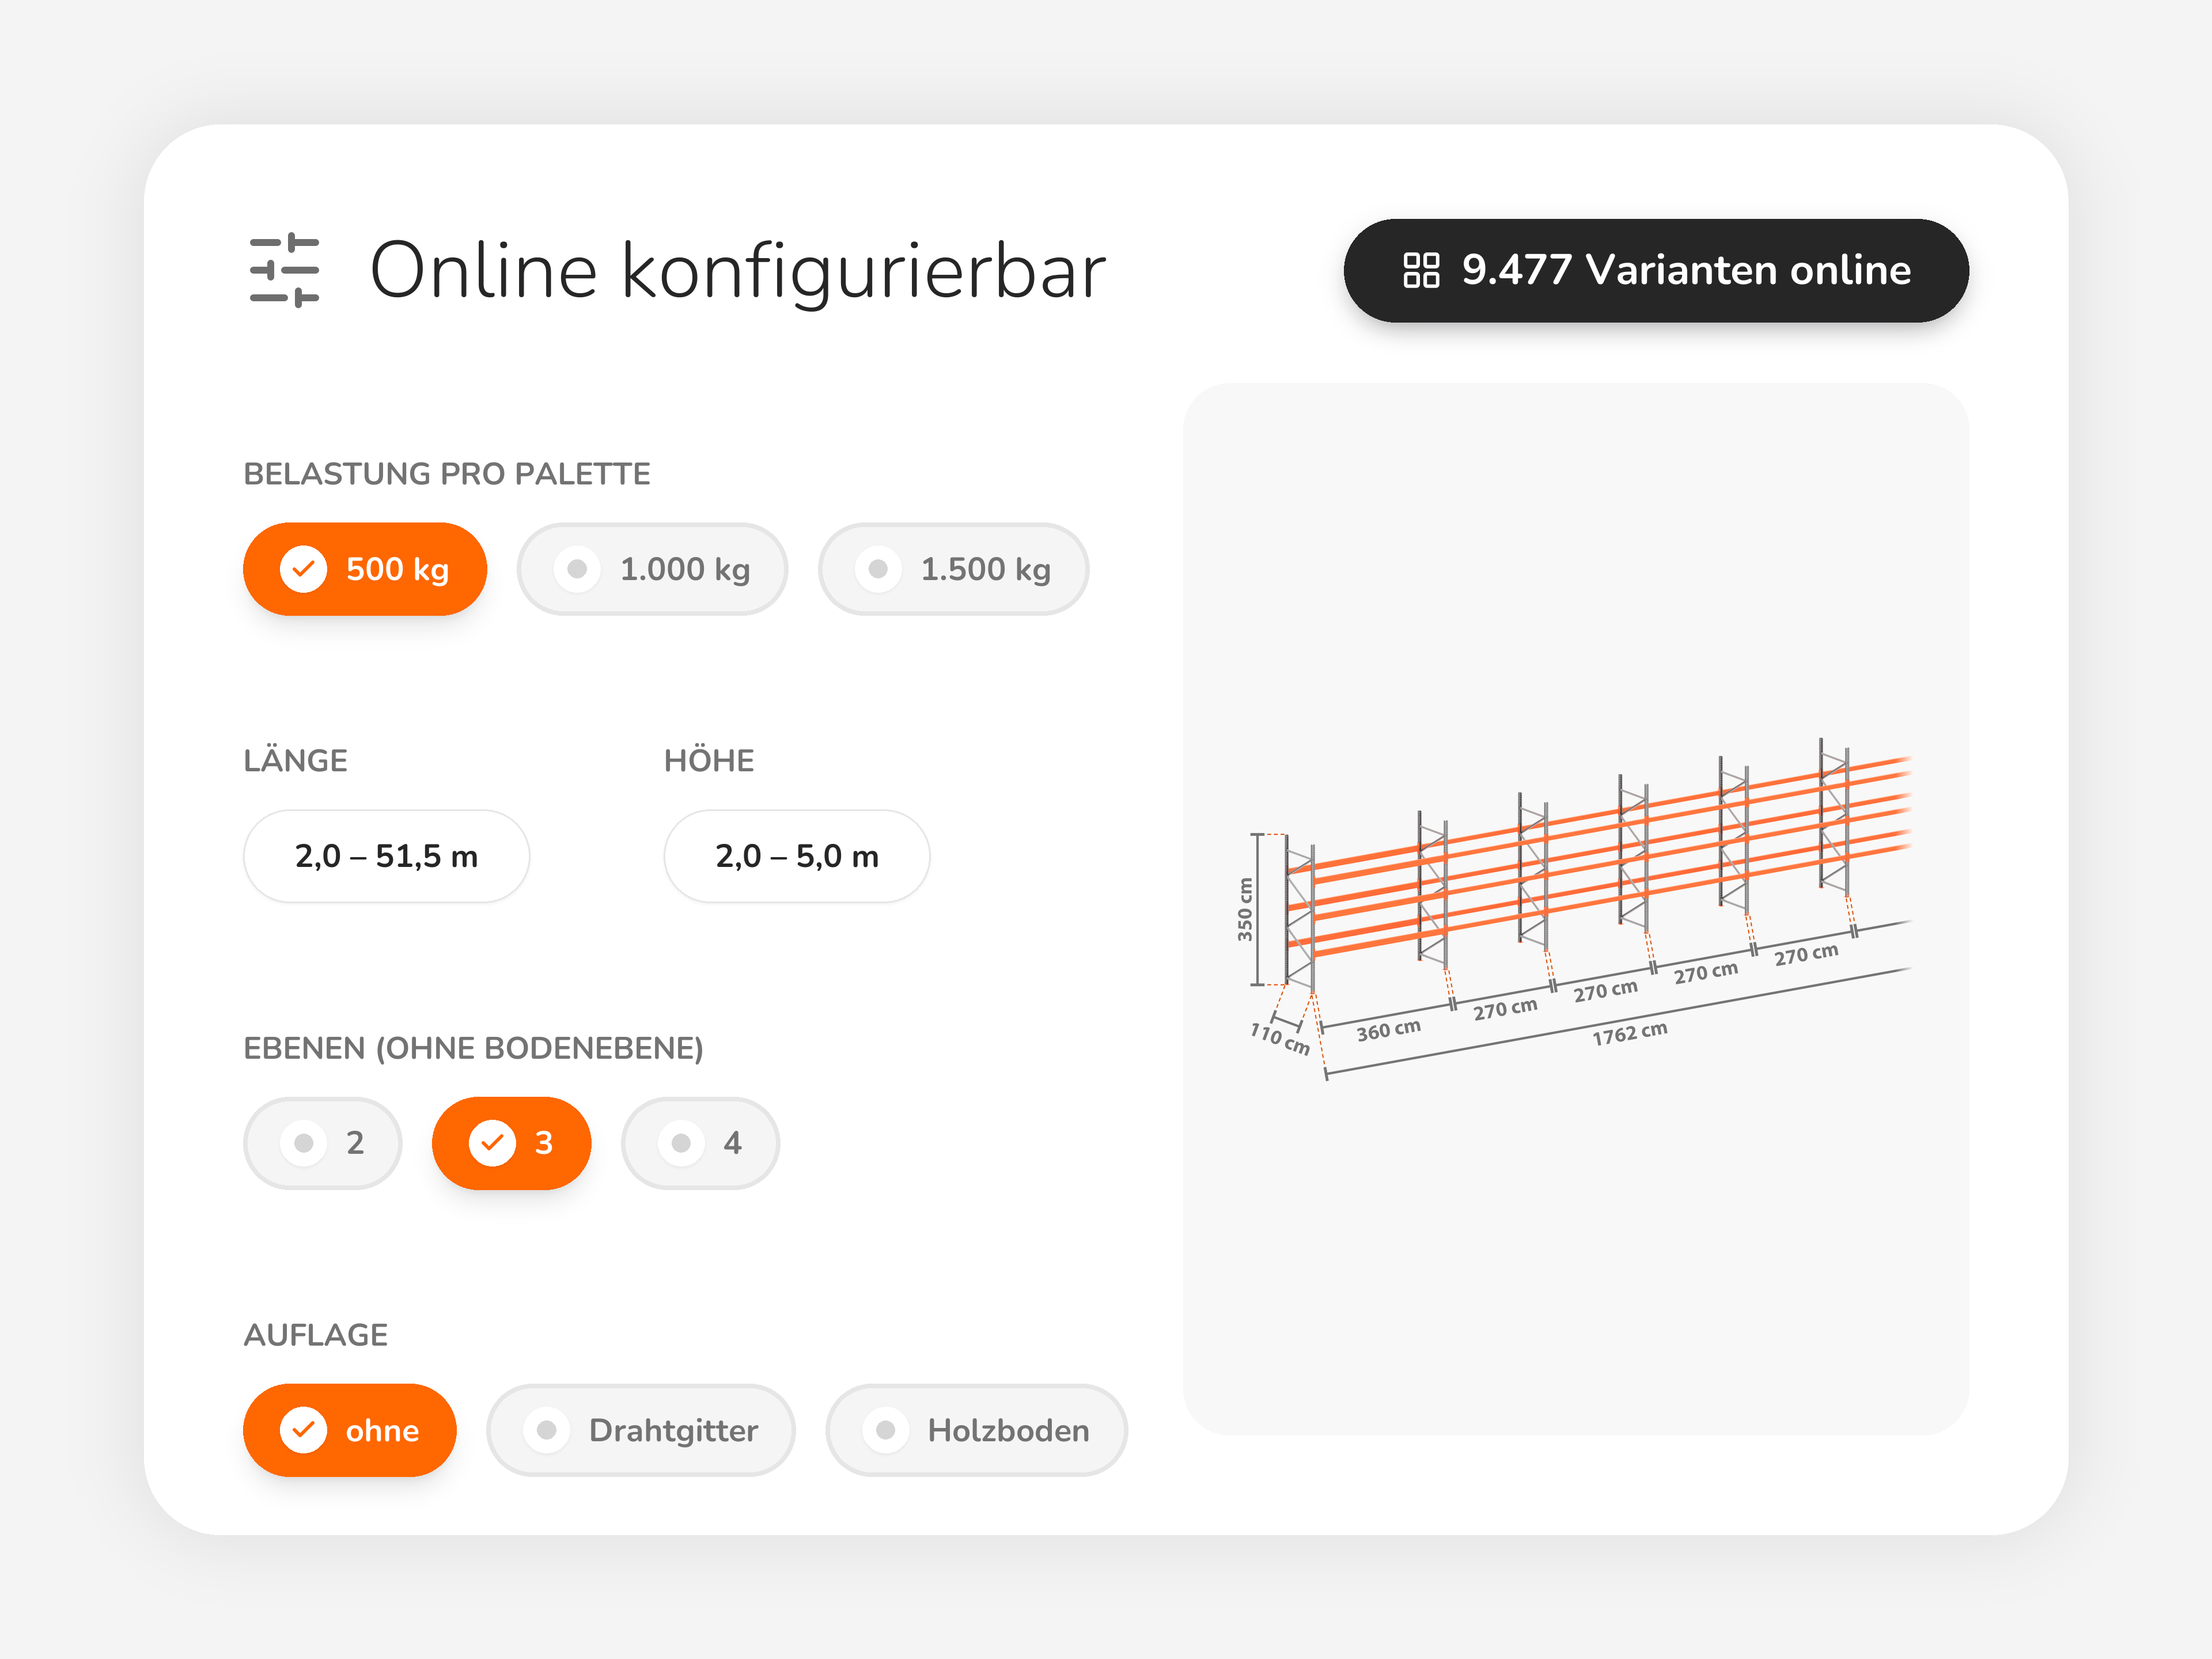 Online konfigurierbar
9.477 Varianten online
BELASTUNG PRO PALETTE
500 kg
1.000 kg
1.500 kg
LÄNGE
HÖHE
2,0 – 51,5 m
2,0 – 5,0 m
EBENEN (OHNE BODENEBENE)
2
3
4
AUFLAGE
ohne
Drahtgitter
Holzboden
350 cm
110 cm
360 cm
270 cm
270 cm
270 cm
270 cm
1762 cm